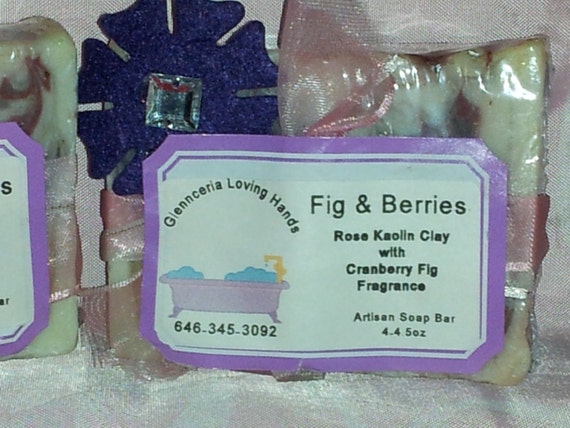 Glennceria Loving Hands
Fig & Berries
Rose Kaolin Clay
with
Cranberry Fig
Fragrance
Artisan Soap Bar
4-4.5oz
646-345-3092
s
ar